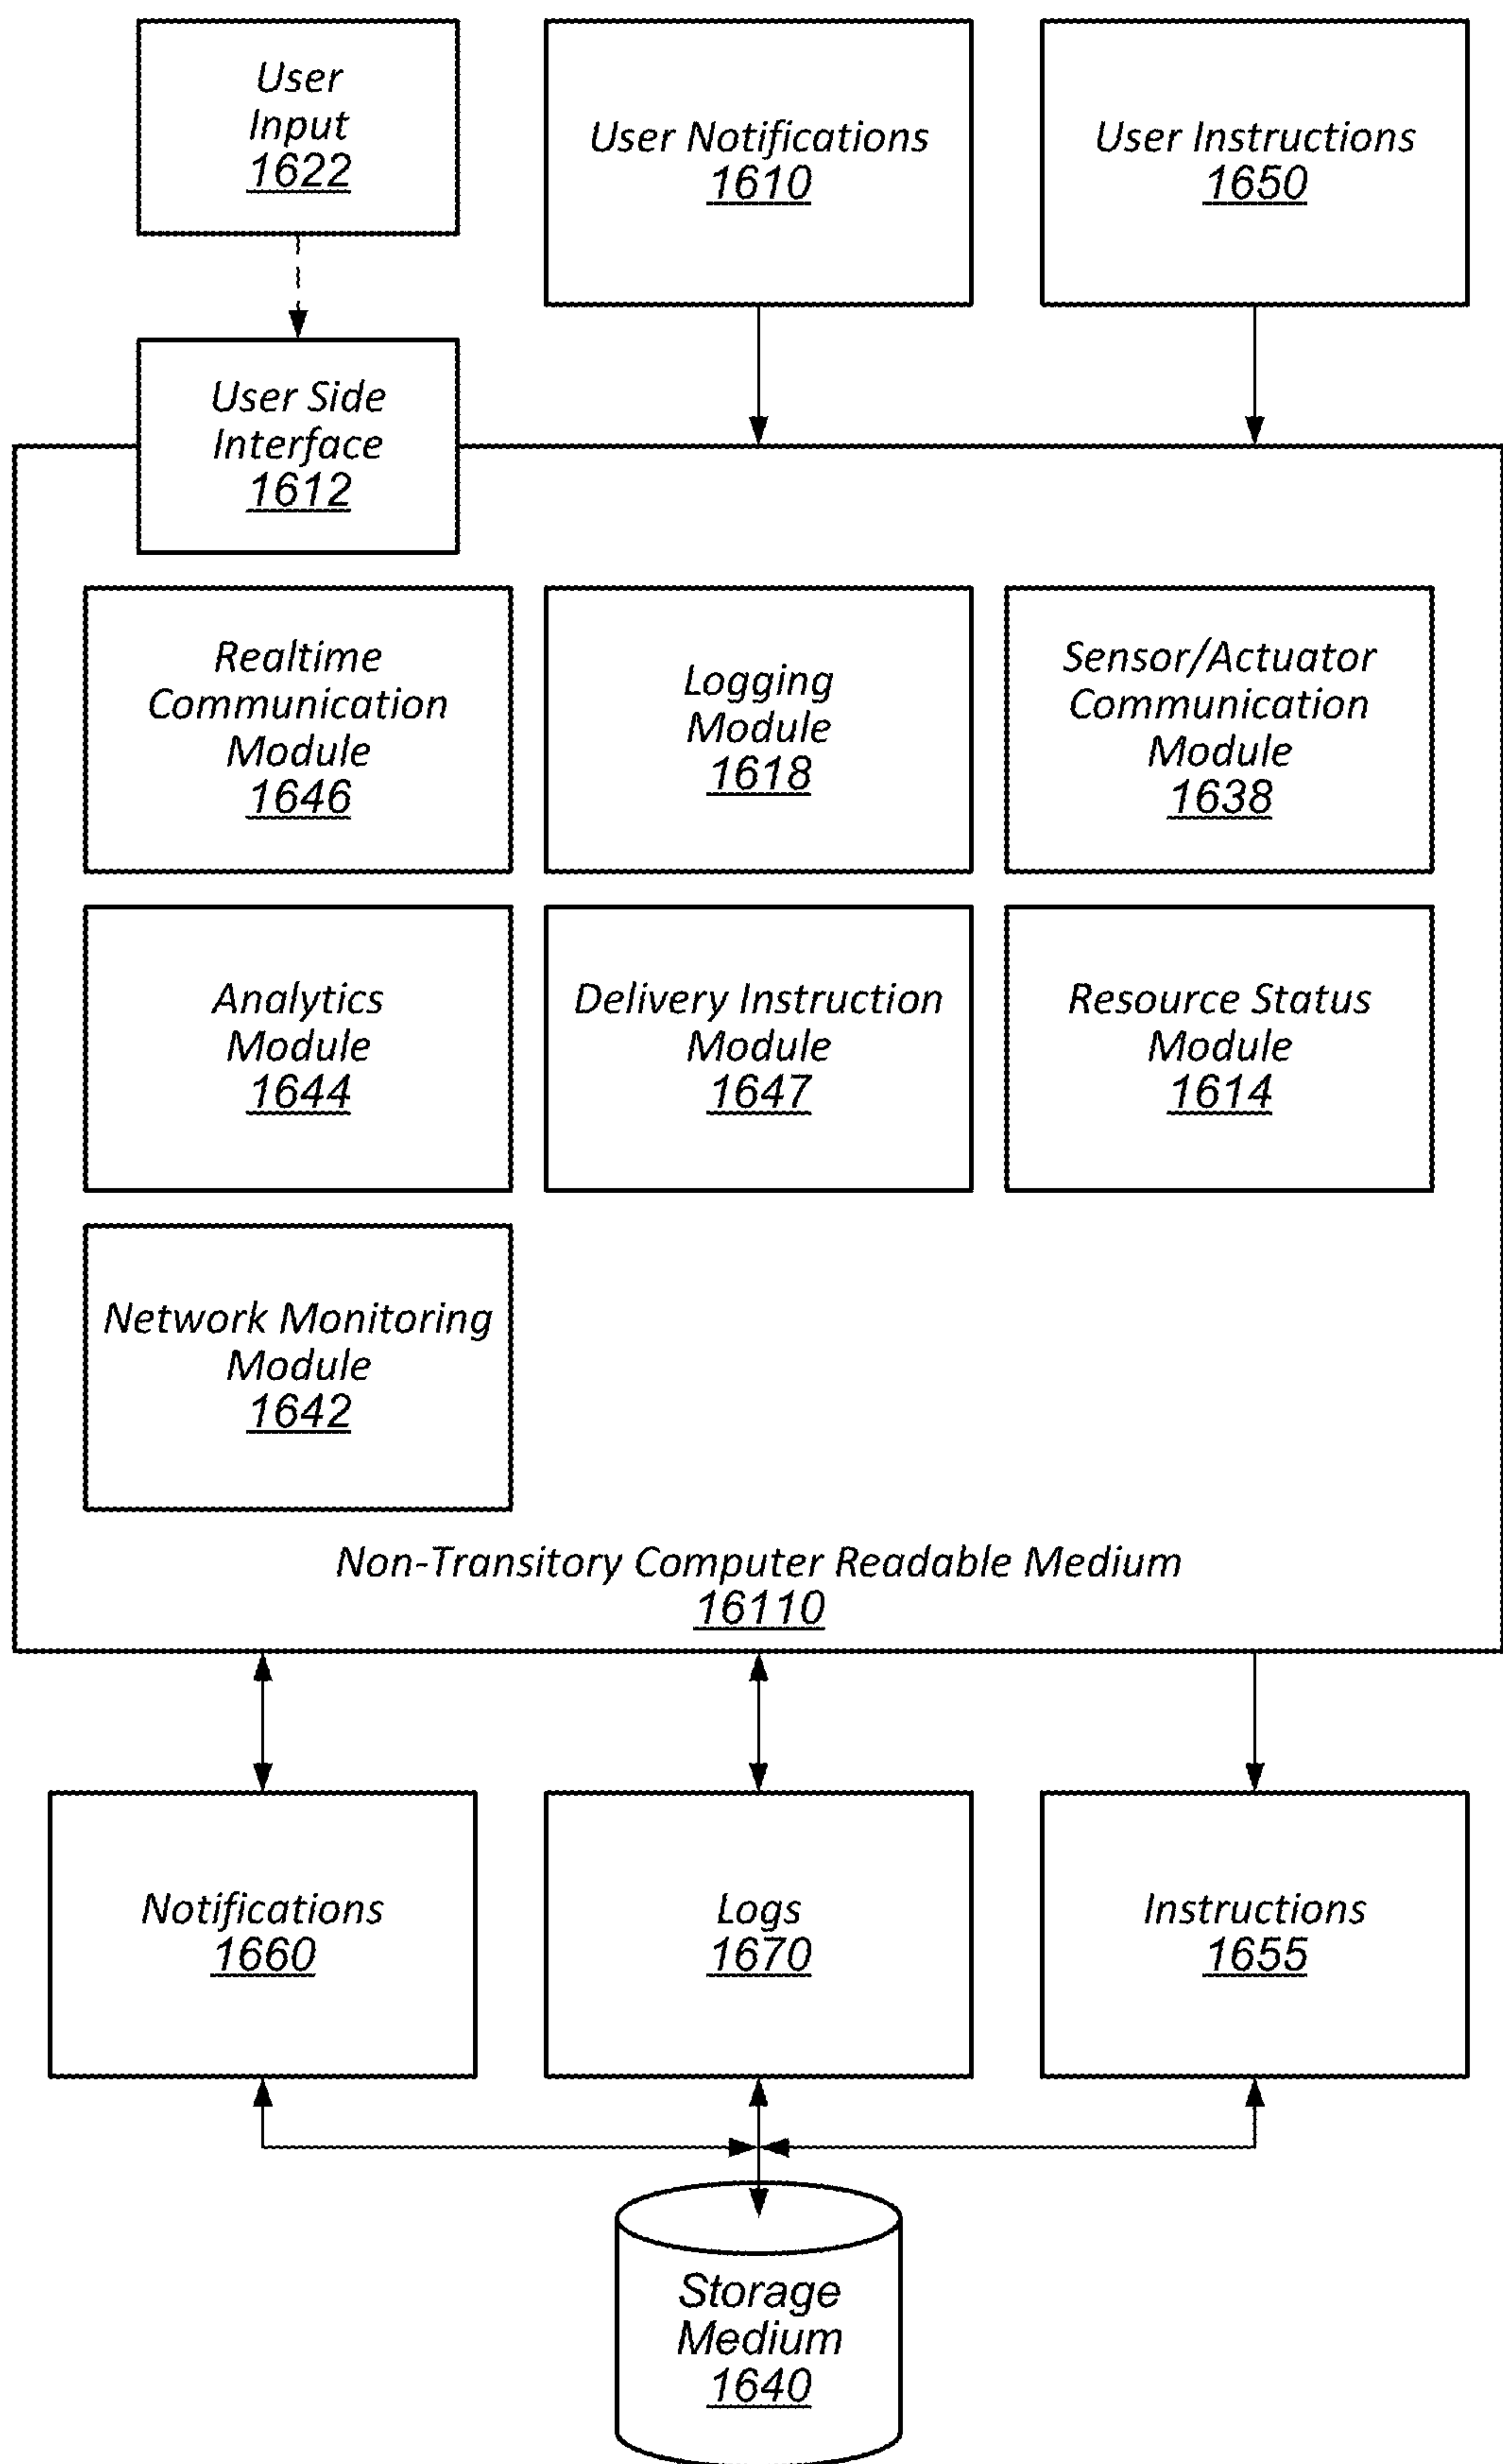 User
Input
1622
User Notifications
1610
User Instructions
1650
User Side
Interface
1612
Realtime
Communication
Module
1646
Logging
Module
1618
Sensor/Actuator
Communication
Module
1638
Analytics
Module
1644
Delivery Instruction
Module
1647
Resource Status
Module
1614
Network Monitoring
Module
1642
Non-Transitory Computer Readable Medium
16110
Notifications
1660
Logs
1670
Instructions
1655
Storage
Medium
1640